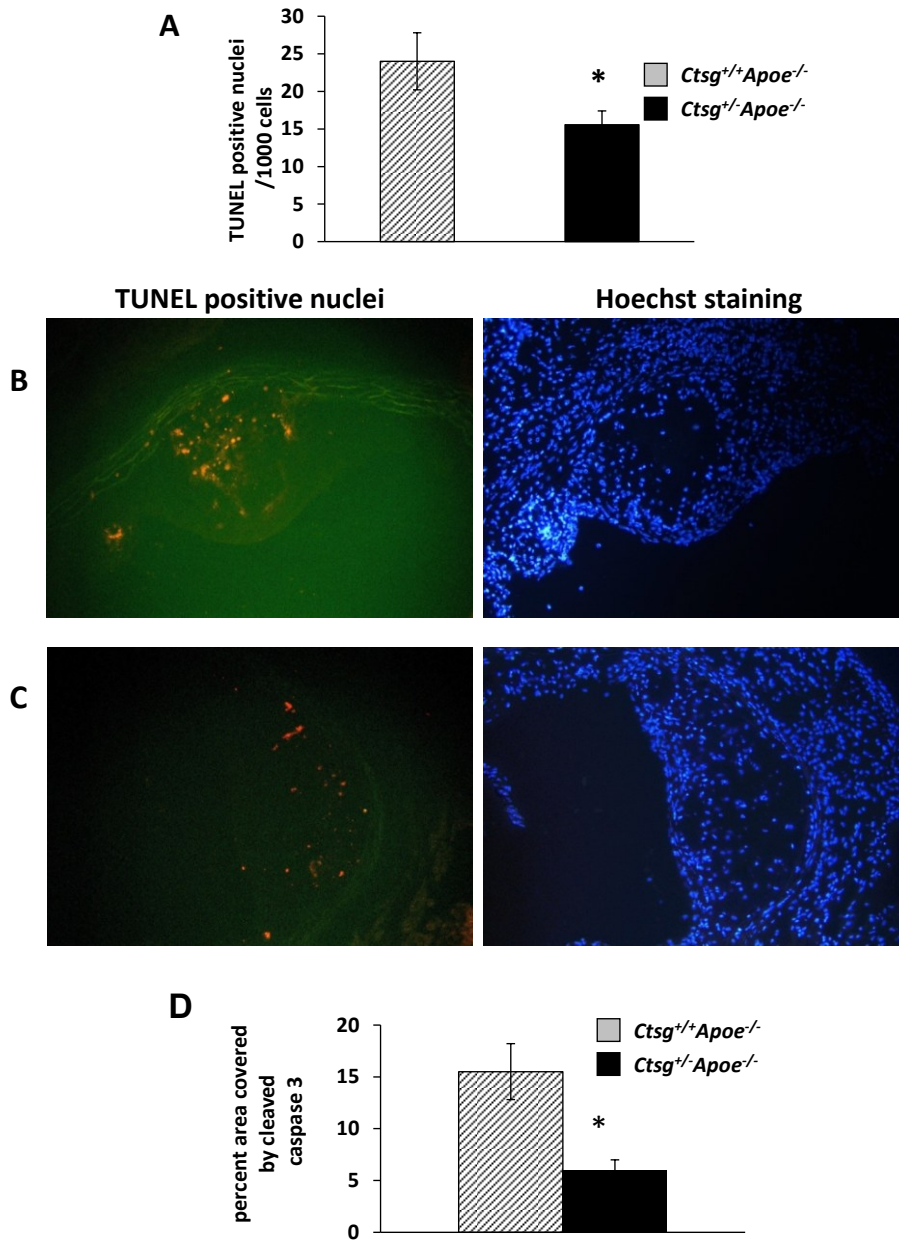 A
TUNEL positive nuclei
/1000 cells
30
25
20
15
10
5
0
*
Ctsg+/+Apoe-/-
Ctsg+/-Apoe-/-
TUNEL positive nuclei
Hoechst staining
B
C
D
percent area covered
by cleaved
caspase 3
20
15
10
5
0
*
Ctsg+/+Apoe-/-
Ctsg+/-Apoe-/-